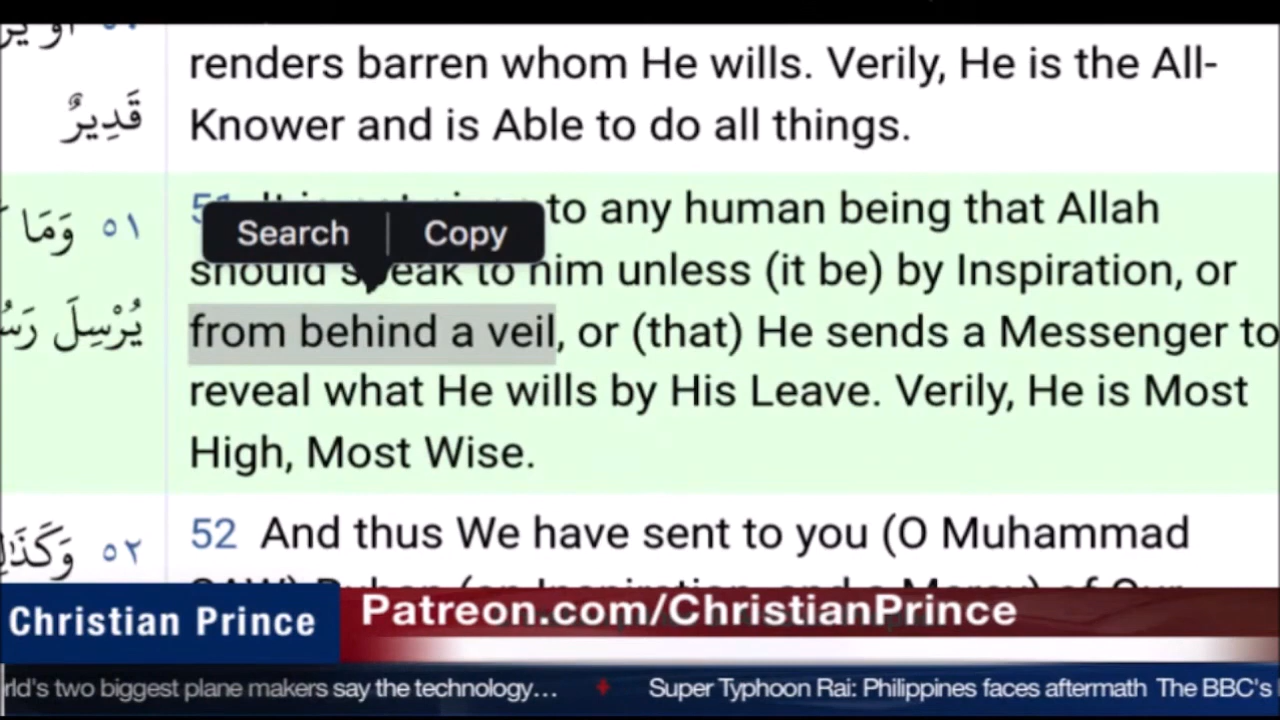 renders barren whom He wills. Verily, He is the All-
قَدِيرٌ
Knower and is Able to do all things.
٥١ وَمَا
to any human being that Allah
Search Copy
should speak to him unless (it be) by Inspiration, or
يُرْسِلَ
from behind a veil, or (that) He sends a Messenger to
reveal what He wills by His Leave. Verily, He is Most
High, Most Wise.
٥٢
52 And thus We have sent to you (O Muhammad
Christian Prince
Patreon.com/ChristianPrince
rld's two biggest plane makers say the technology... ♦ Super Typhoon Rai: Philippines faces aftermath The BBC's